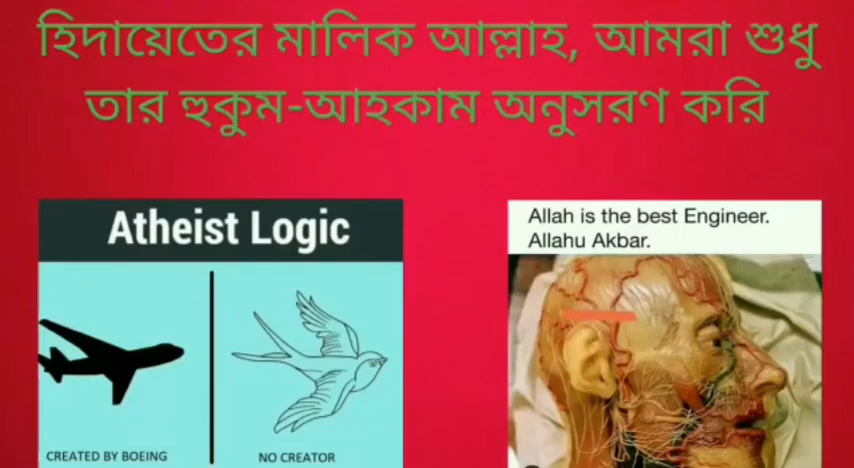 হিদায়েতের মালিক আল্লাহ, আমরা শুধু
তার হুকুম-আহকাম অনুসরণ করি
Atheist Logic
CREATED BY BOEING
NO CREATOR
Allah is the best Engineer.
Allahu Akbar.